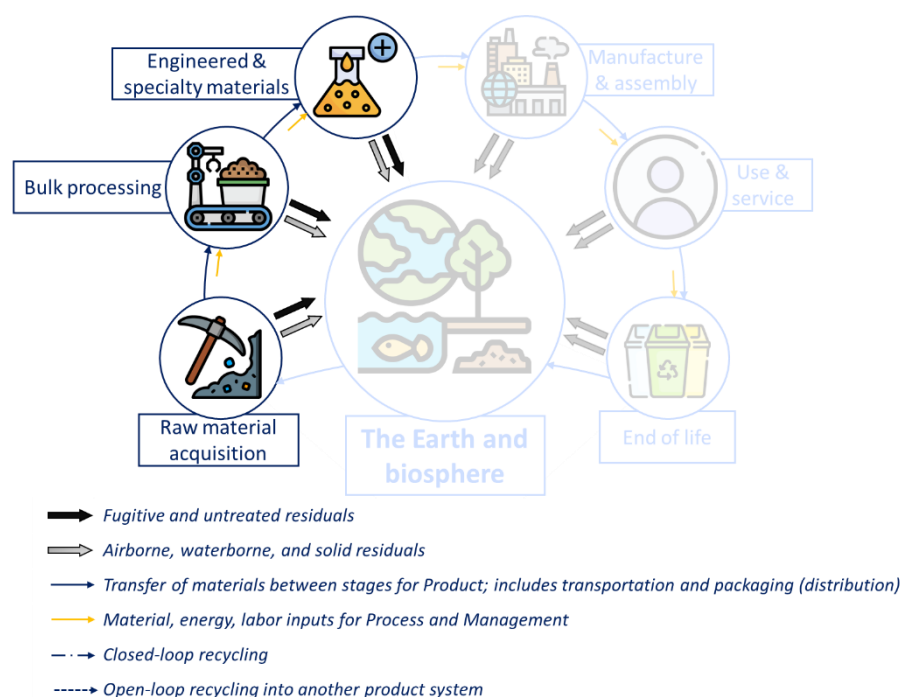 Engineered &
specialty materials
Manufacture
& assembly
Bulk processing
Use &
service
Raw material
acquisition
The Earth and
biosphere
End of life
Fugitive and untreated residuals
Airborne, waterborne, and solid residuals
Transfer of materials between stages for Product; includes transportation and packaging (distribution)
Material, energy, labor inputs for Process and Management
Closed-loop recycling
Open-loop recycling into another product system